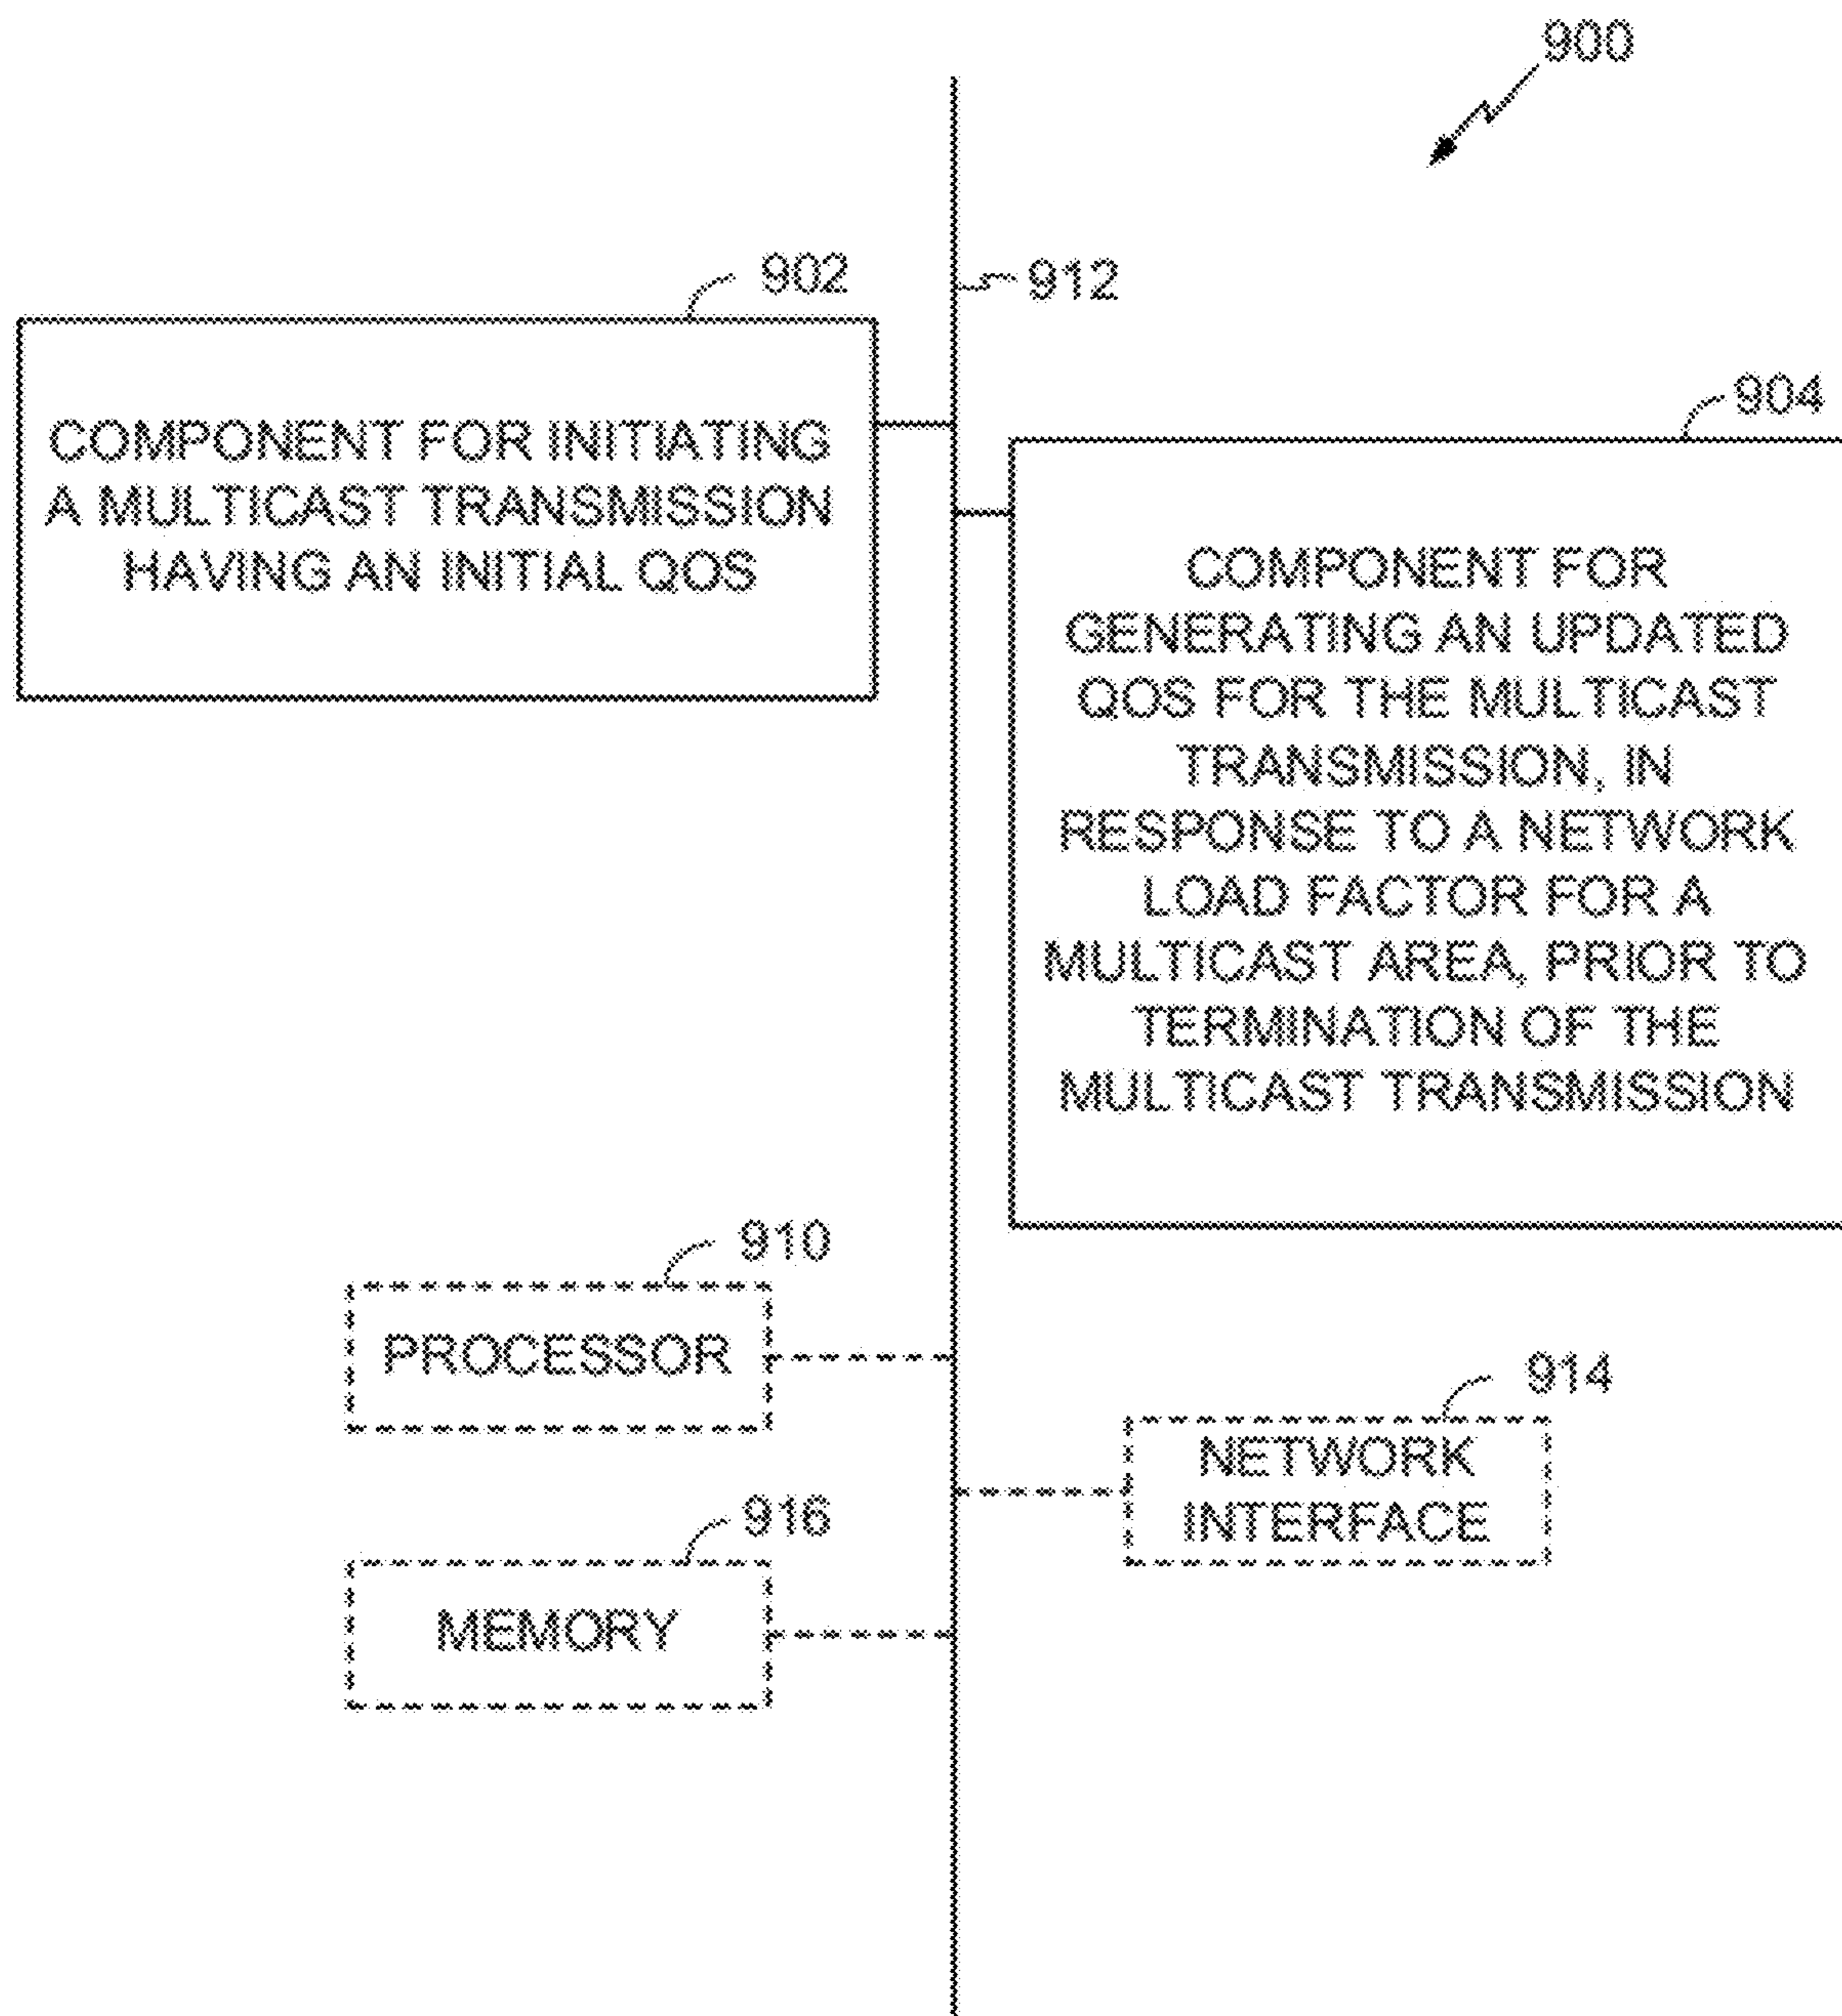 900
902
912
COMPONENT FOR INITIATING
A MULTICAST TRANSMISSION
HAVING AN INITIAL QOS
904
COMPONENT FOR
GENERATING AN UPDATED
QOS FOR THE MULTICAST
TRANSMISSION, IN
RESPONSE TO A NETWORK
LOAD FACTOR FOR A
MULTICAST AREA, PRIOR TO
TERMINATION OF THE
MULTICAST TRANSMISSION
910
PROCESSOR
914
NETWORK
INTERFACE
916
MEMORY